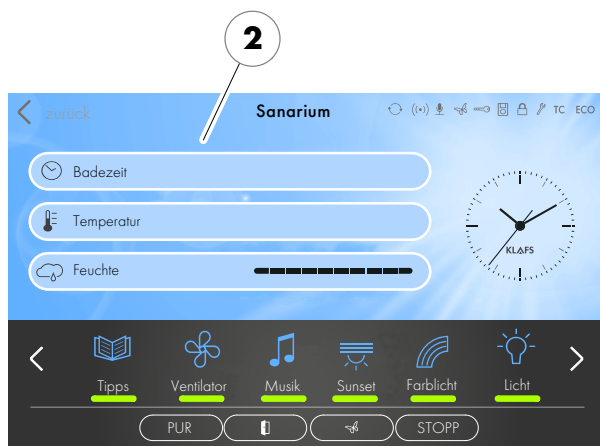 2
zurück
Sanarium
TC ECO
Badezeit
Temperatur
Feuchte
KLAFS
Tipps
Ventilator
Musik
Sunset
Farblicht
Licht
PUR
STOPP